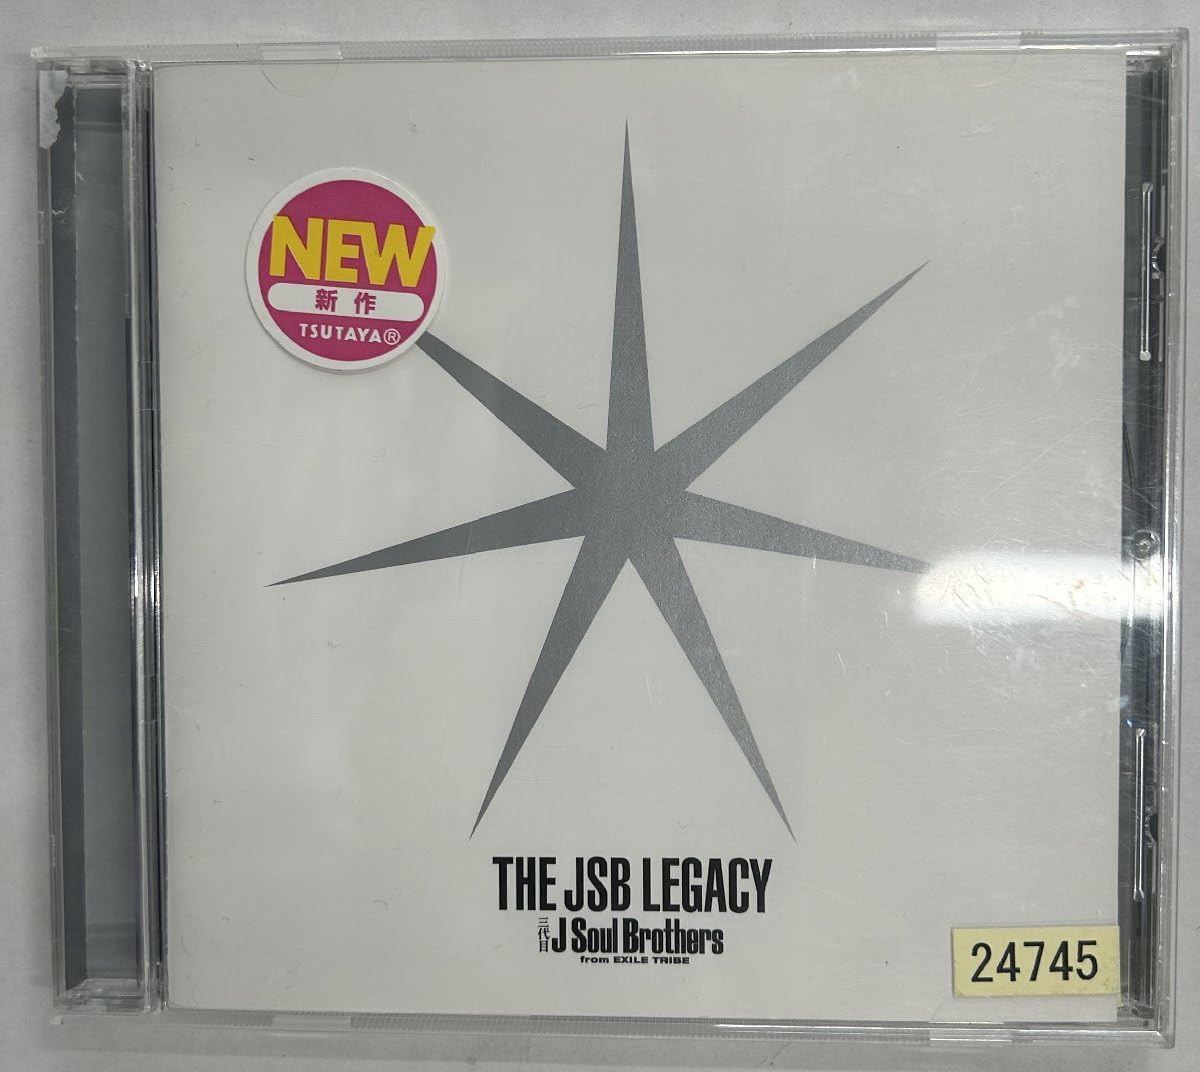 NEW
新作
TSUTAYA®
THE JSB LEGACY
三代目 J Soul Brothers
from EXILE TRIBE
24745